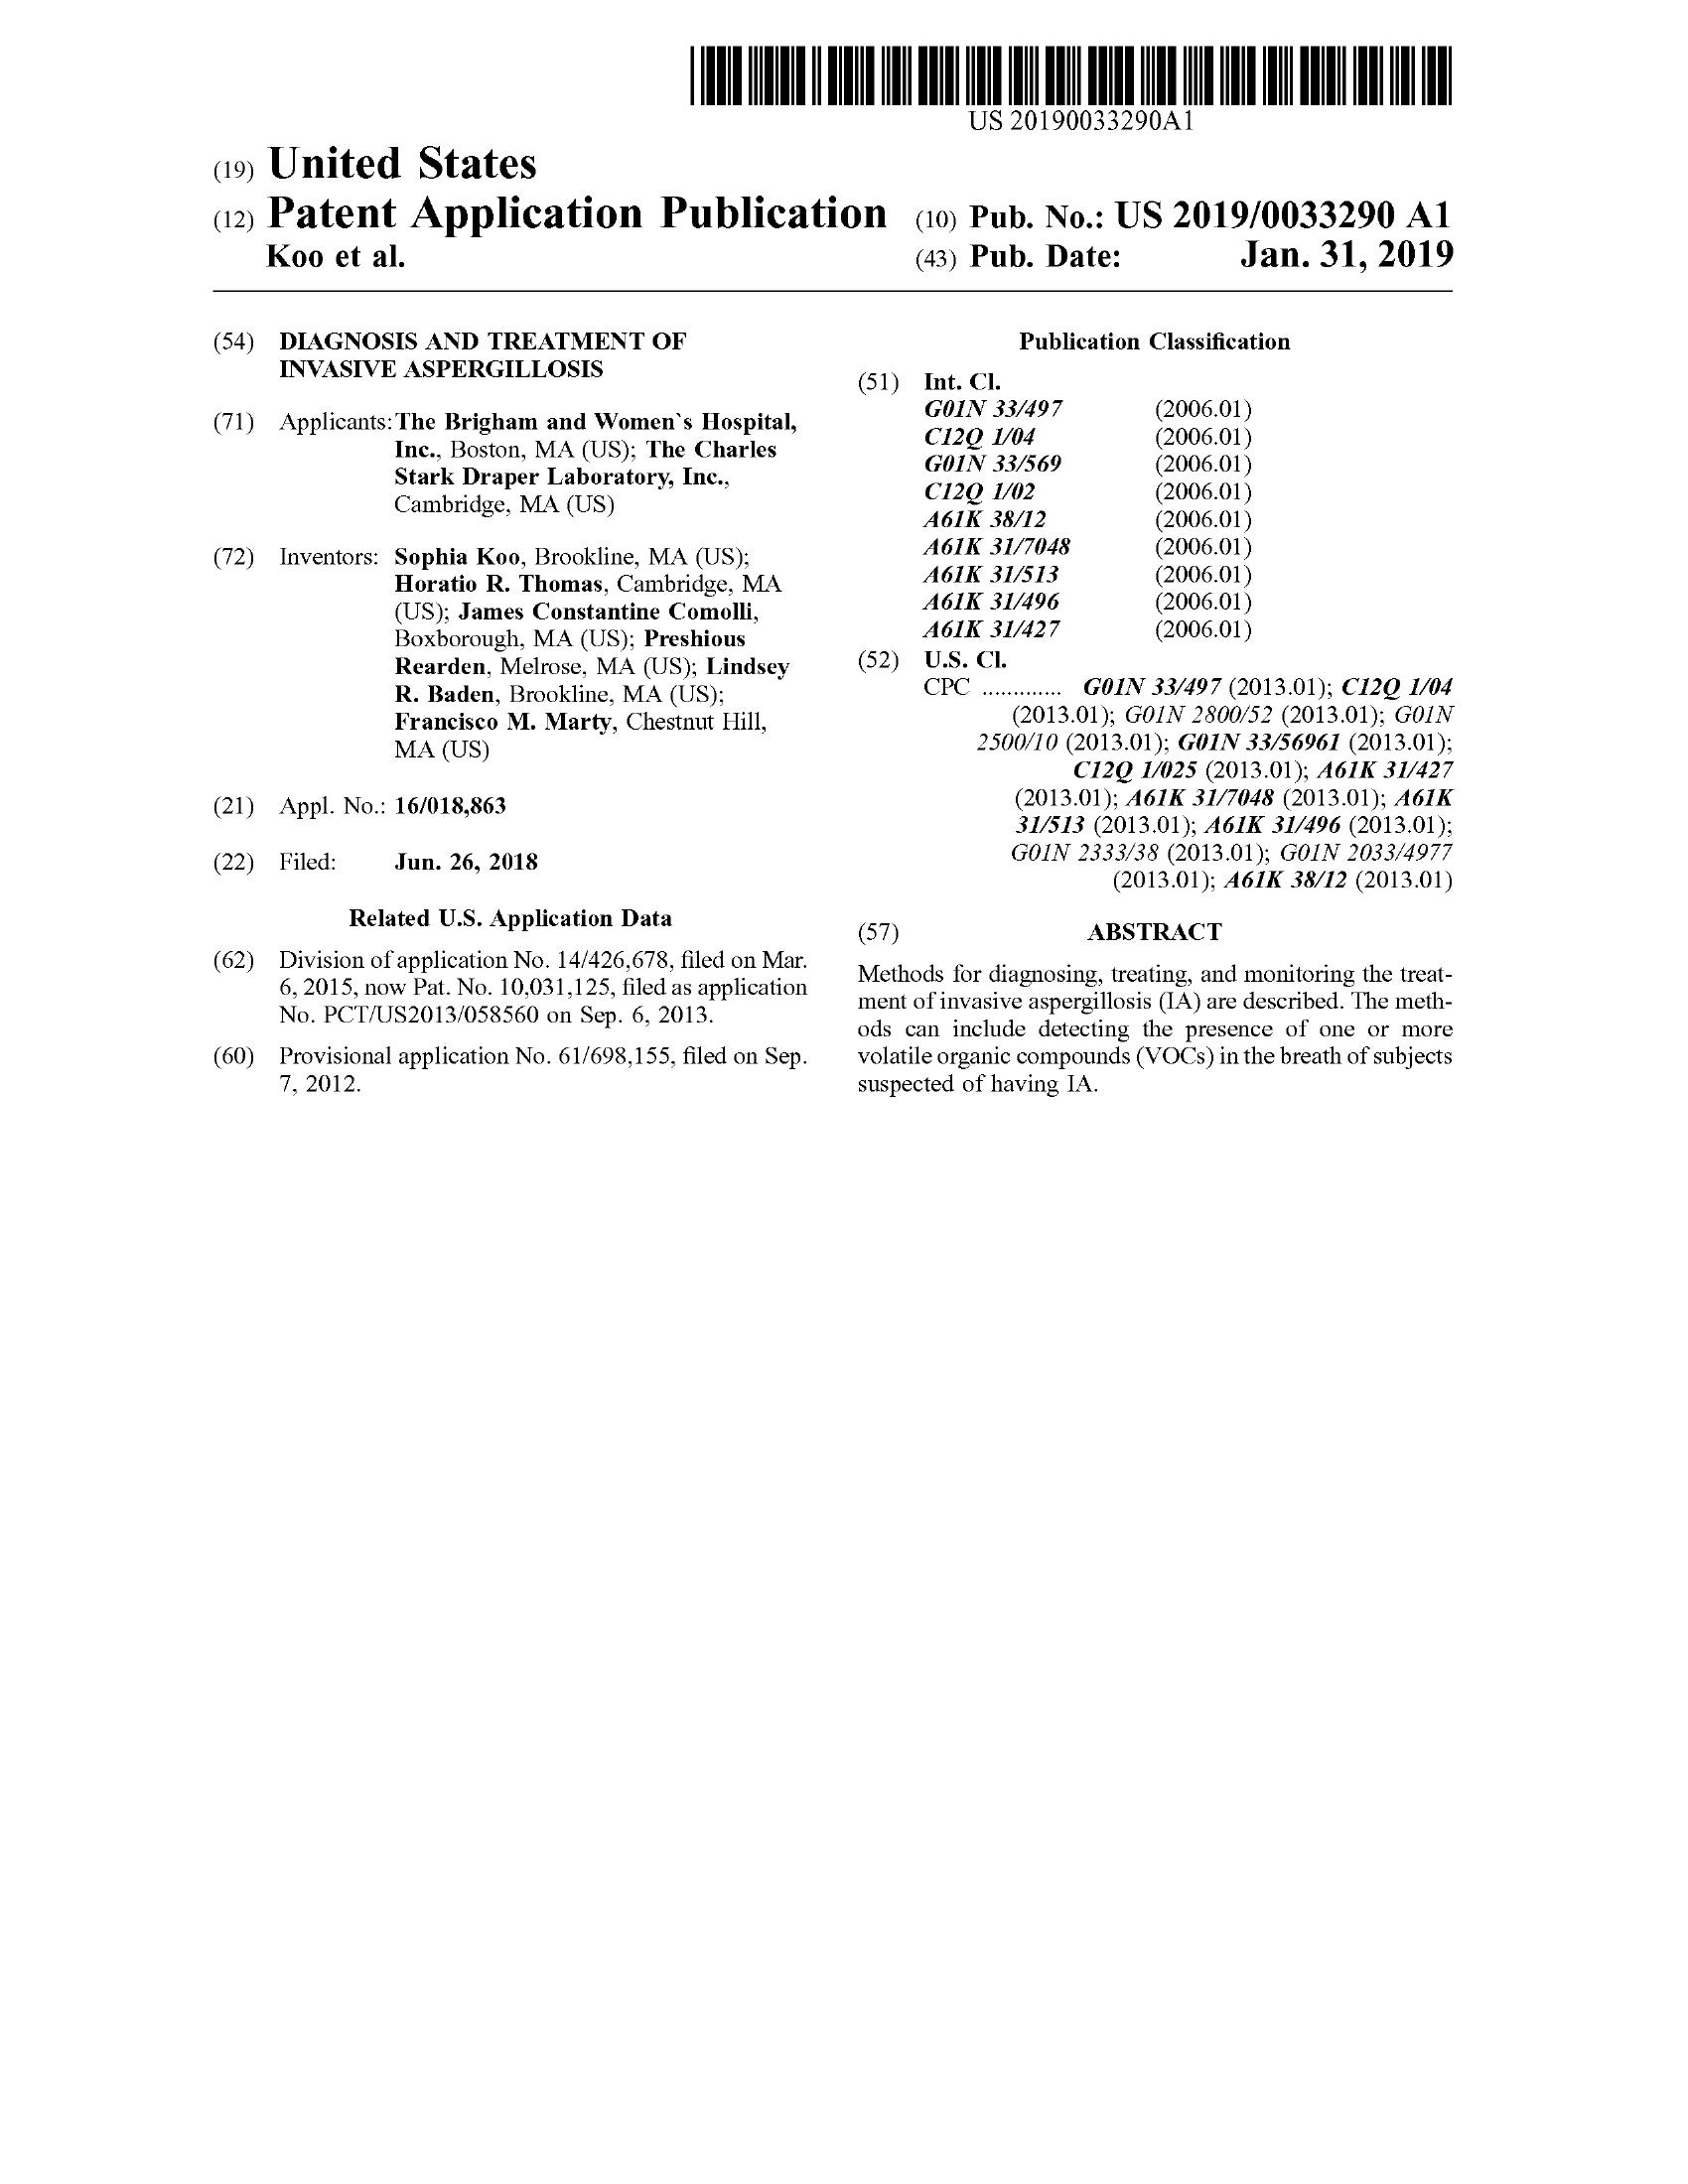 US 20190033290A1
(19) United States
(12) Patent Application Publication
Koo et al.
(10) Pub. No.: US 2019/0033290 A1
(43) Pub. Date: Jan. 31, 2019
(54) DIAGNOSIS AND TREATMENT OF
INVASIVE ASPERGILLOSIS
(71) Applicants: The Brigham and Women`s Hospital,
Inc., Boston, MA (US); The Charles
Stark Draper Laboratory, Inc.,
Cambridge, MA (US)
(72) Inventors: Sophia Koo, Brookline, MA (US);
Horatio R. Thomas, Cambridge, MA
(US); James Constantine Comolli,
Boxborough, MA (US); Preshious
Rearden, Melrose, MA (US); Lindsey
R. Baden, Brookline, MA (US);
Francisco M. Marty, Chestnut Hill,
MA (US)
(21) Appl. No.: 16/018,863
(22) Filed: Jun. 26, 2018
Related U.S. Application Data
(62) Division of application No. 14/426,678, filed on Mar.
6, 2015, now Pat. No. 10,031,125, filed as application
No. PCT/US2013/058560 on Sep. 6, 2013.
(60) Provisional application No. 61/698,155, filed on Sep.
7, 2012.
Publication Classification
(51) Int. Cl.
G01N 33/497 (2006.01)
C12Q 1/04 (2006.01)
G01N 33/569 (2006.01)
C12Q 1/02 (2006.01)
A61K 38/12 (2006.01)
A61K 31/7048 (2006.01)
A61K 31/513 (2006.01)
A61K 31/496 (2006.01)
A61K 31/427 (2006.01)
(52) U.S. Cl.
CPC ............ G01N 33/497 (2013.01); C12Q 1/04
(2013.01); G01N 2800/52 (2013.01); G01N
2500/10 (2013.01); G01N 33/56961 (2013.01);
C12Q 1/025 (2013.01); A61K 31/427
(2013.01); A61K 31/7048 (2013.01); A61K
31/513 (2013.01); A61K 31/496 (2013.01);
G01N 2333/38 (2013.01); G01N 2033/4977
(2013.01); A61K 38/12 (2013.01)
(57) ABSTRACT
Methods for diagnosing, treating, and monitoring the treat-
ment of invasive aspergillosis (IA) are described. The meth-
ods can include detecting the presence of one or more
volatile organic compounds (VOCs) in the breath of subjects
suspected of having IA.